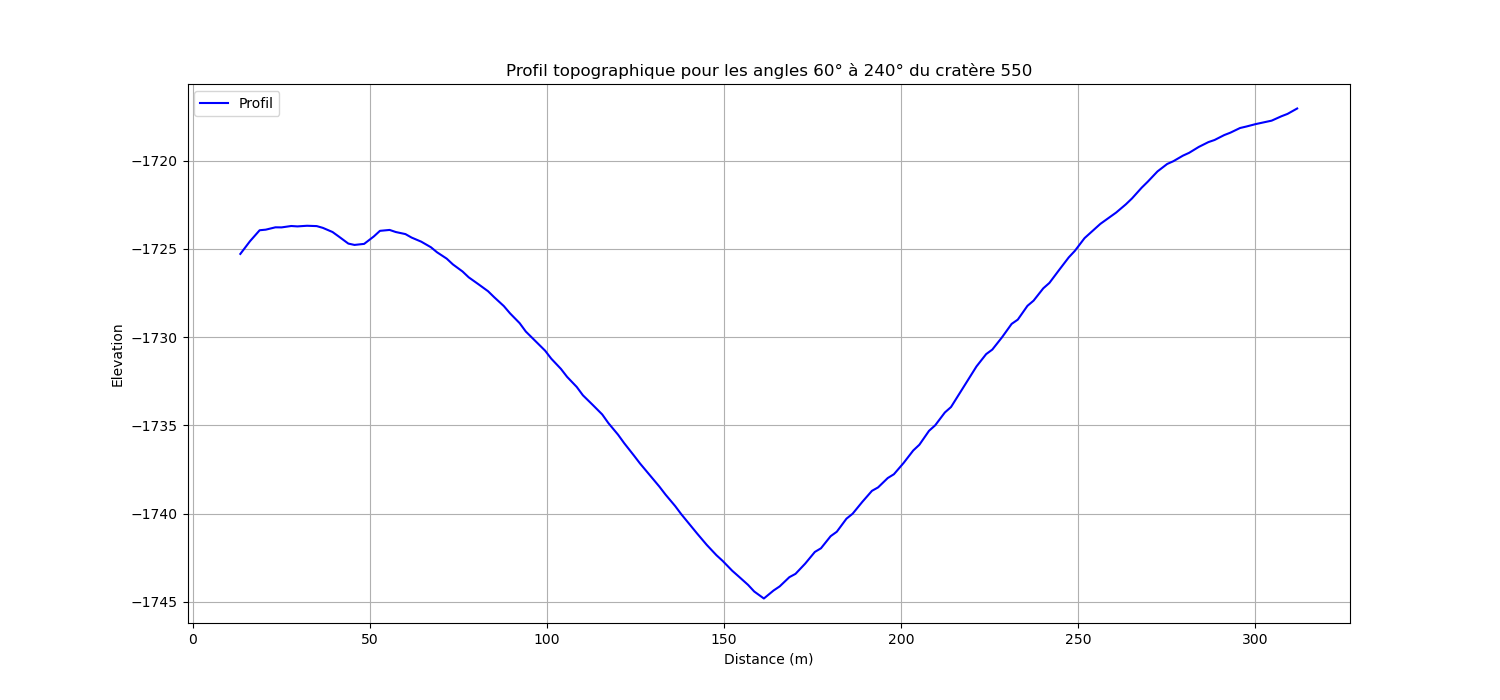 Profil topographique pour les angles 60° à 240° du cratère 550
Profil
−1720
−1725
−1730
−1735
−1740
−1745
Elevation
0 50 100 150 200 250 300
Distance (m)